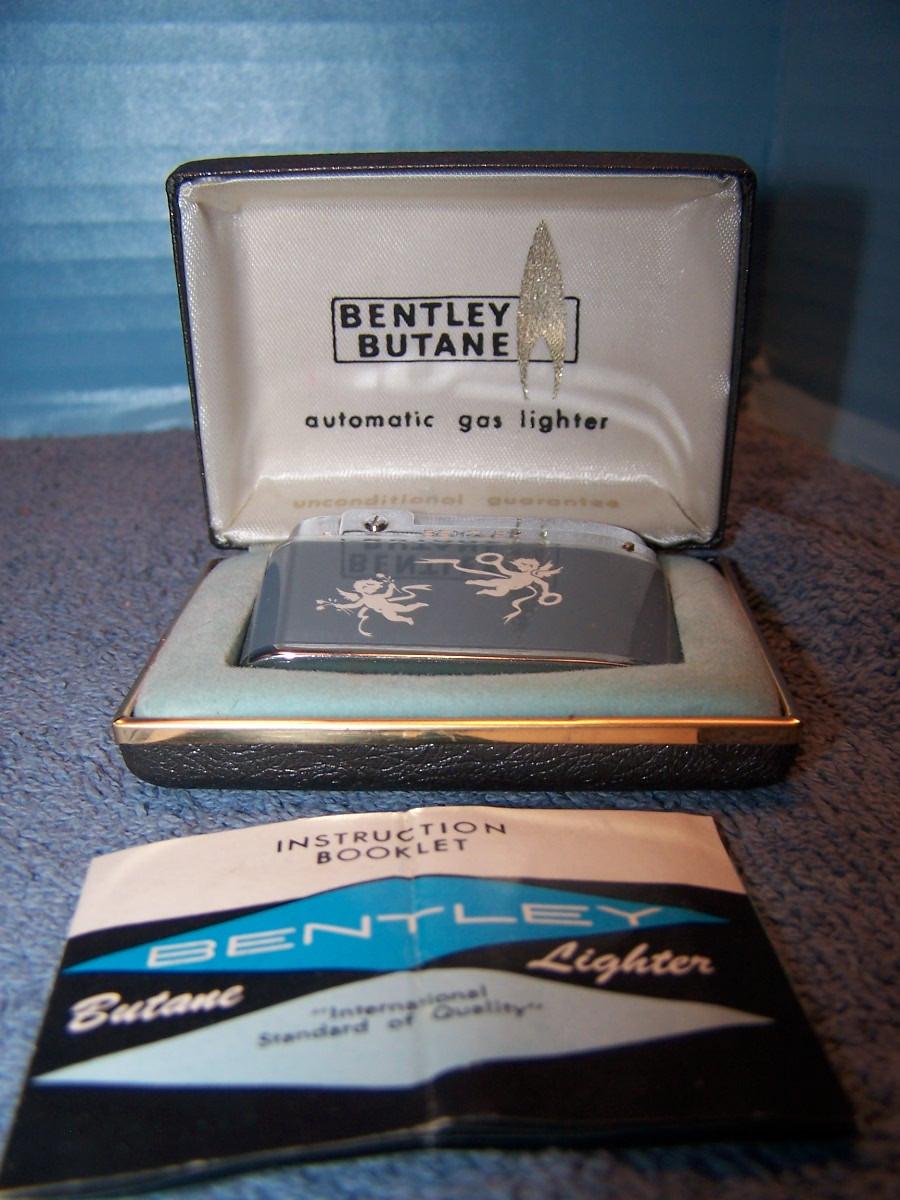 BENTLEY
BUTANE
automatic gas lighter
unconditional guarantee
INSTRUCTION
BOOKLET
BENTLEY
Lighter
Butane
"International
Standard of Quality"